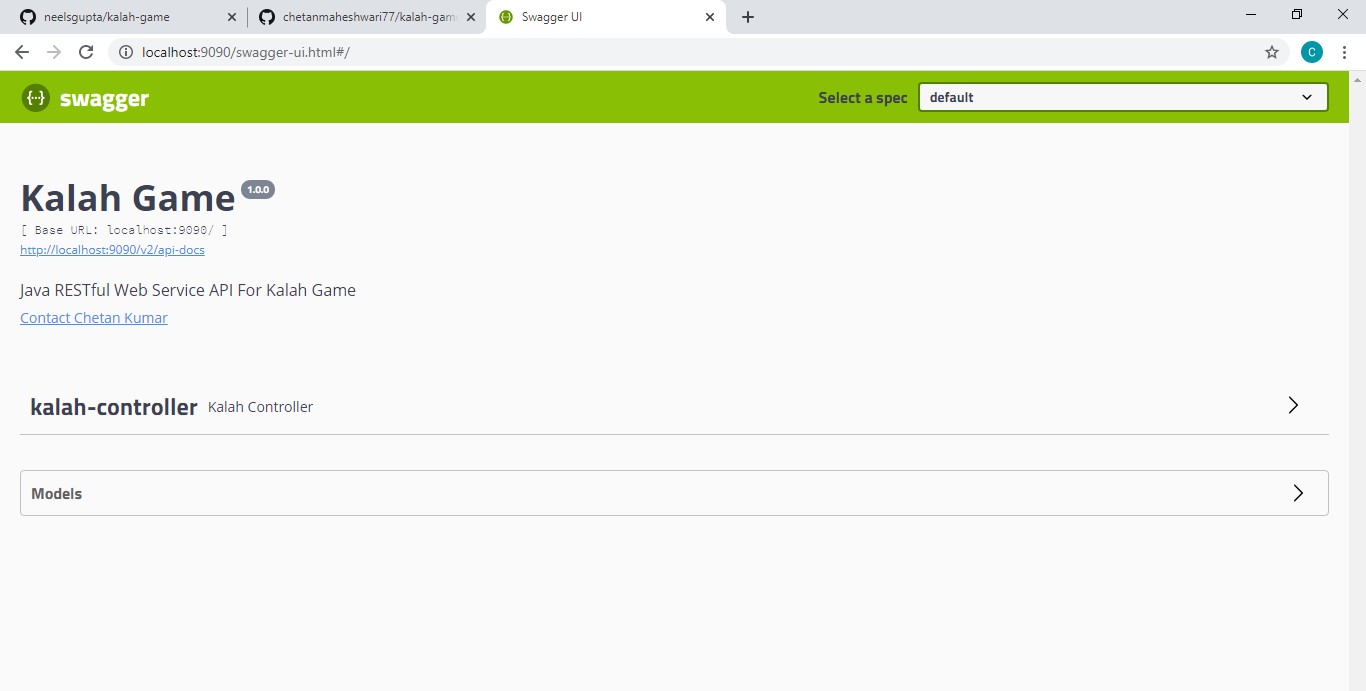 neelsgupta/kalah-game
chetanmaheshwari77/kalah-gam
Swagger UI
localhost:9090/swagger-ui.html#/
C
{··} swagger
Select a spec
default
Kalah Game 1.0.0
[ Base URL: localhost:9090/ ]
http://localhost:9090/v2/api-docs
Java RESTful Web Service API For Kalah Game
Contact Chetan Kumar
kalah-controller Kalah Controller
Models